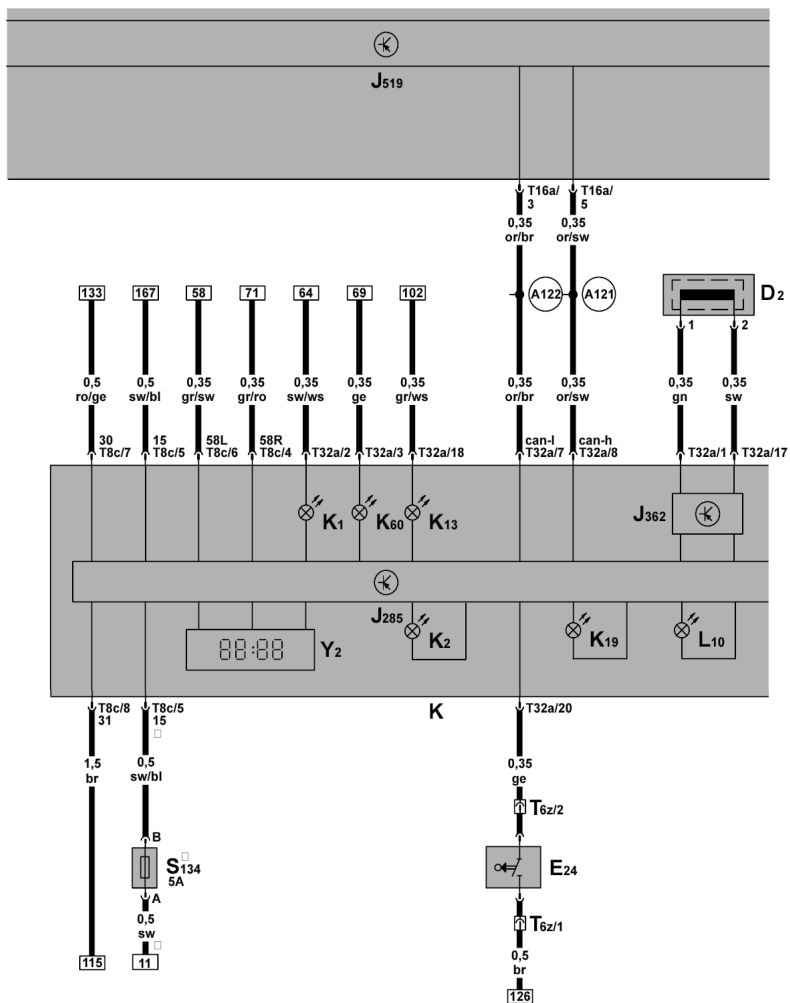 J519
T16a/ T16a/
3 5
0,35 0,35
or/br or/sw
133 167 58 71 64 69 102 A122 A121 D2
1 2
0,5 0,5 0,35 0,35 0,35 0,35 0,35 0,35 0,35 0,35 0,35
ro/ge sw/bl gr/sw gr/ro sw/ws ge gr/ws or/br or/sw gn sw
30 15 58L 58R can-l can-h
T8c/7 T8c/5 T8c/6 T8c/4 T32a/2 T32a/3 T32a/18 T32a/7 T32a/8 T32a/1 T32a/17
K1 K60 K13 J362
J285
88:88 Y2 K2 K19 L10
T8c/8 T8c/5 K T32a/20
31 15
1,5 0,5 0,35
br sw/bl ge
T6z/2
B
S134 E24
5A
A
0,5 T6z/1
sw
0,5
br
115 11
126